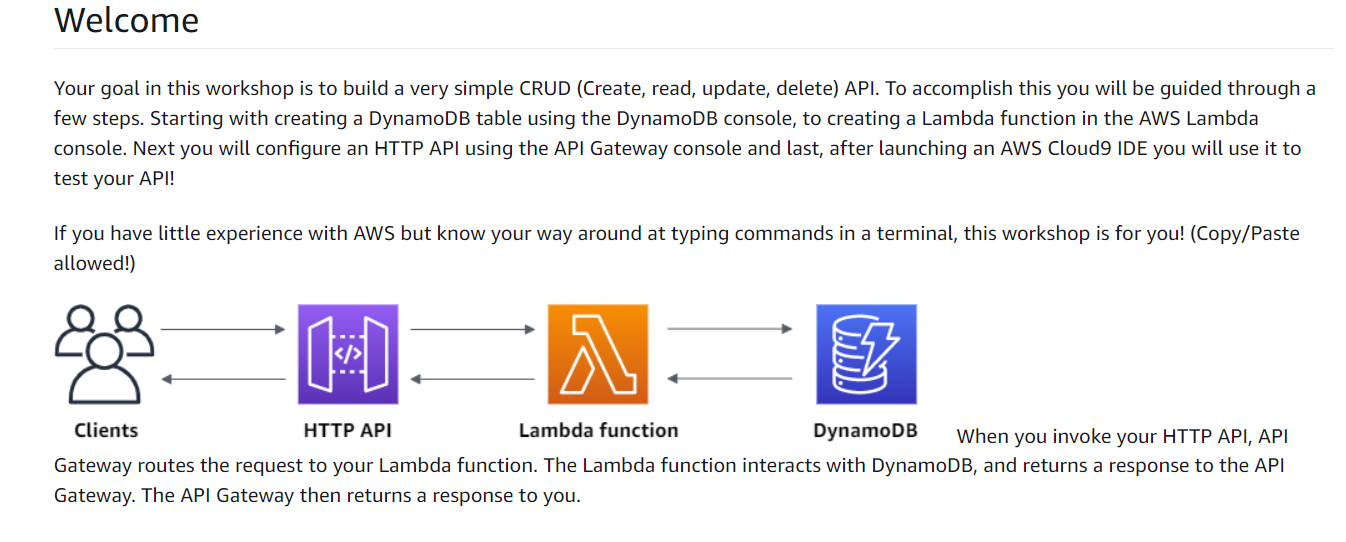 Welcome
Your goal in this workshop is to build a very simple CRUD (Create, read, update, delete) API. To accomplish this you will be guided through a
few steps. Starting with creating a DynamoDB table using the DynamoDB console, to creating a Lambda function in the AWS Lambda
console. Next you will configure an HTTP API using the API Gateway console and last, after launching an AWS Cloud9 IDE you will use it to
test your API!
If you have little experience with AWS but know your way around at typing commands in a terminal, this workshop is for you! (Copy/Paste
allowed!)
</>
Clients HTTP API Lambda function DynamoDB When you invoke your HTTP API, API
Gateway routes the request to your Lambda function. The Lambda function interacts with DynamoDB, and returns a response to the API
Gateway. The API Gateway then returns a response to you.